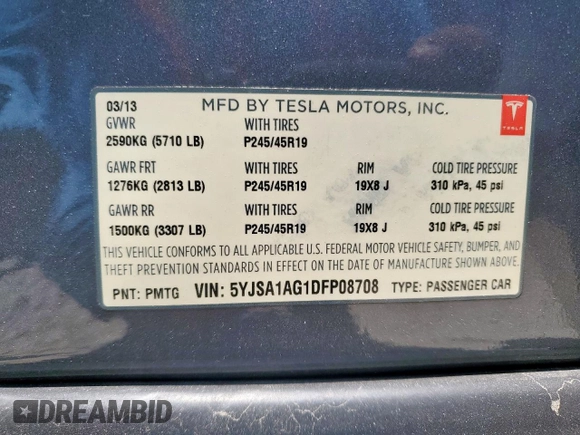 03/13 MFD BY TESLA MOTORS, INC.
GVWR WITH TIRES
2590KG (5710 LB) P245/45R19
TESLA
GAWR FRT WITH TIRES RIM COLD TIRE PRESSURE
1276KG (2813 LB) P245/45R19 19X8 J 310 kPa, 45 psi
GAWR RR WITH TIRES RIM COLD TIRE PRESSURE
1500KG (3307 LB) P245/45R19 19X8 J 310 kPa, 45 psi
THIS VEHICLE CONFORMS TO ALL APPLICABLE U.S. FEDERAL MOTOR VEHICLE SAFETY, BUMPER, AND
THEFT PREVENTION STANDARDS IN EFFECT ON THE DATE OF MANUFACTURE SHOWN ABOVE.
PNT: PMTG VIN: 5YJSA1AG1DFP08708 TYPE: PASSENGER CAR
DREAMBID